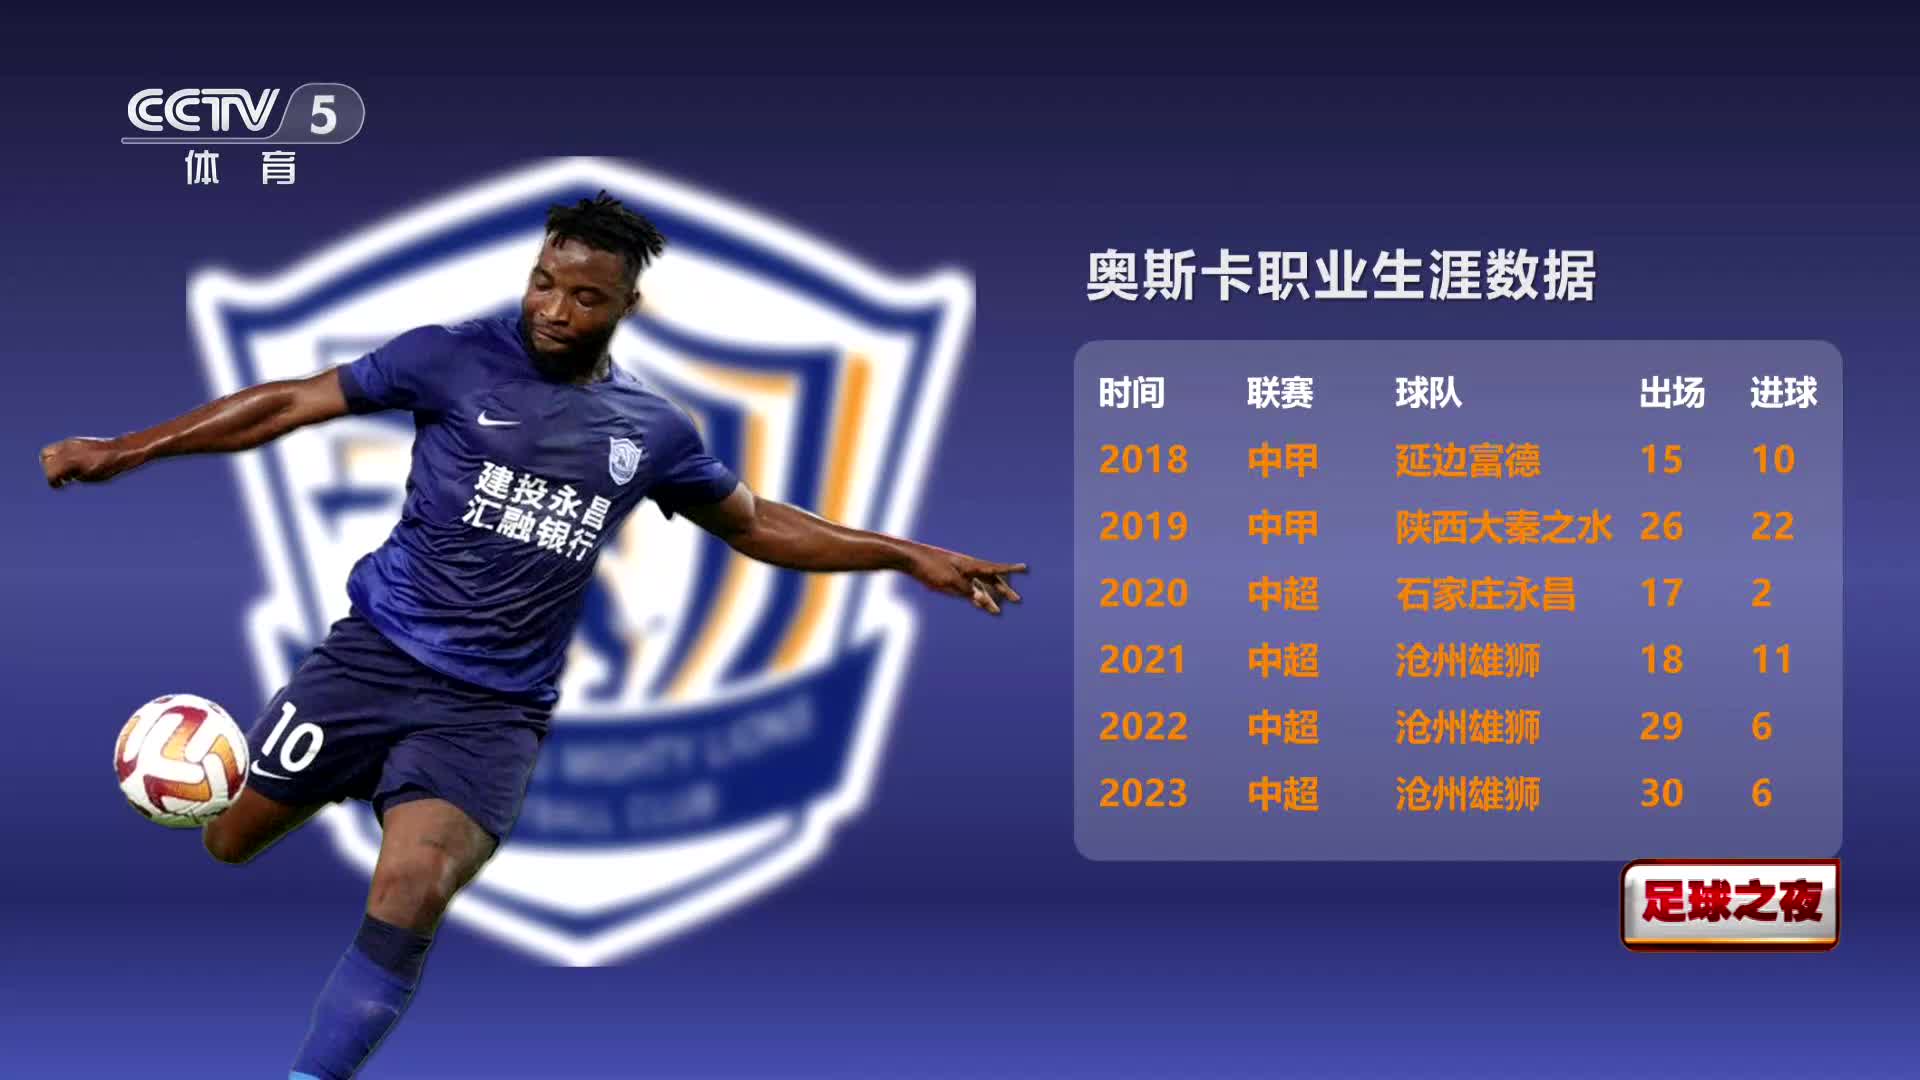 CCTV 5
体 育
奥斯卡职业生涯数据
时间 联赛 球队 出场 进球
2018 中甲 延边富德 15 10
2019 中甲 陕西大秦之水 26 22
2020 中超 石家庄永昌 17 2
2021 中超 沧州雄狮 18 11
2022 中超 沧州雄狮 29 6
2023 中超 沧州雄狮 30 6
建投永昌
汇融银行
10
MIGHTY LIONS
CLUB
足球之夜